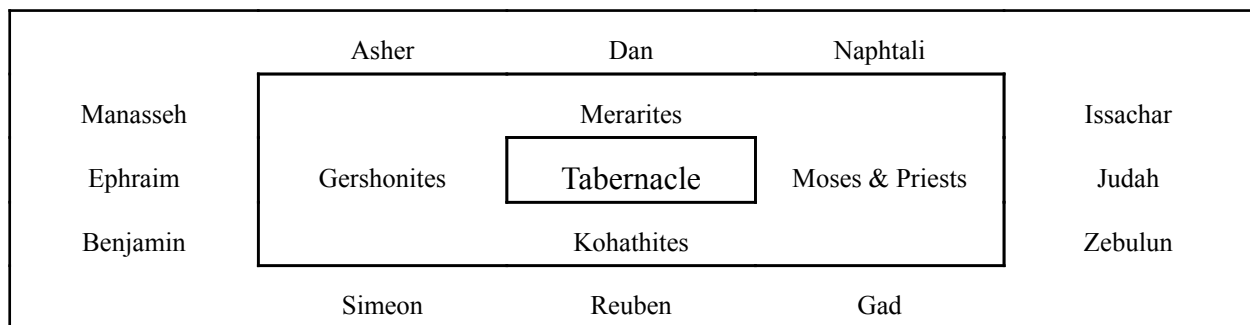 Asher Dan Naphtali
Manasseh Merarites Issachar
Ephraim Gershonites Tabernacle Moses & Priests Judah
Benjamin Kohathites Zebulun
Simeon Reuben Gad